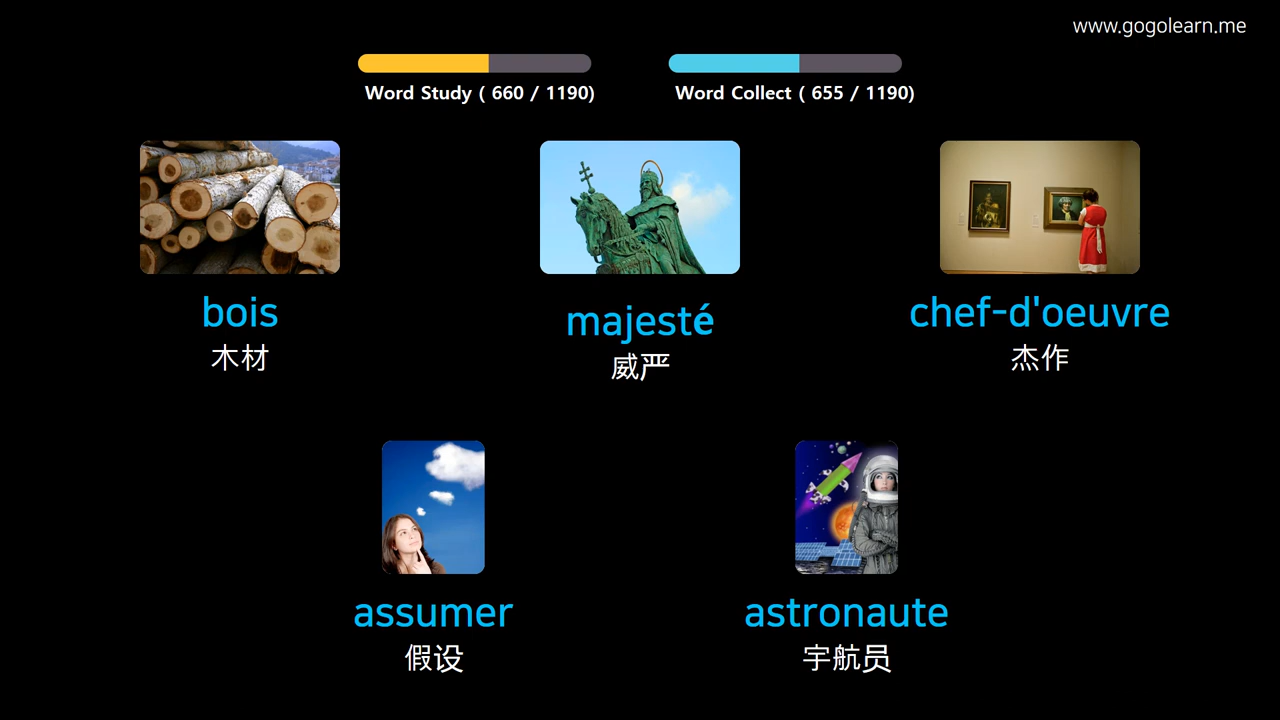 www.gogolearn.me
Word Study ( 660 / 1190)
Word Collect ( 655 / 1190)
bois
木材
majesté
威严
chef-d'oeuvre
杰作
assumer
假设
astronaute
宇航员